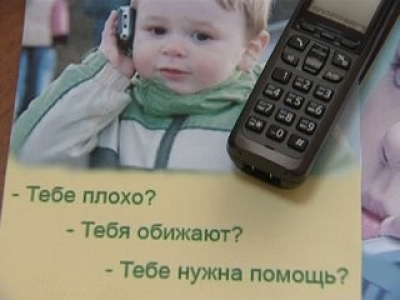 - Тебе плохо?
- Тебя обижают?
- Тебе нужна помощь?